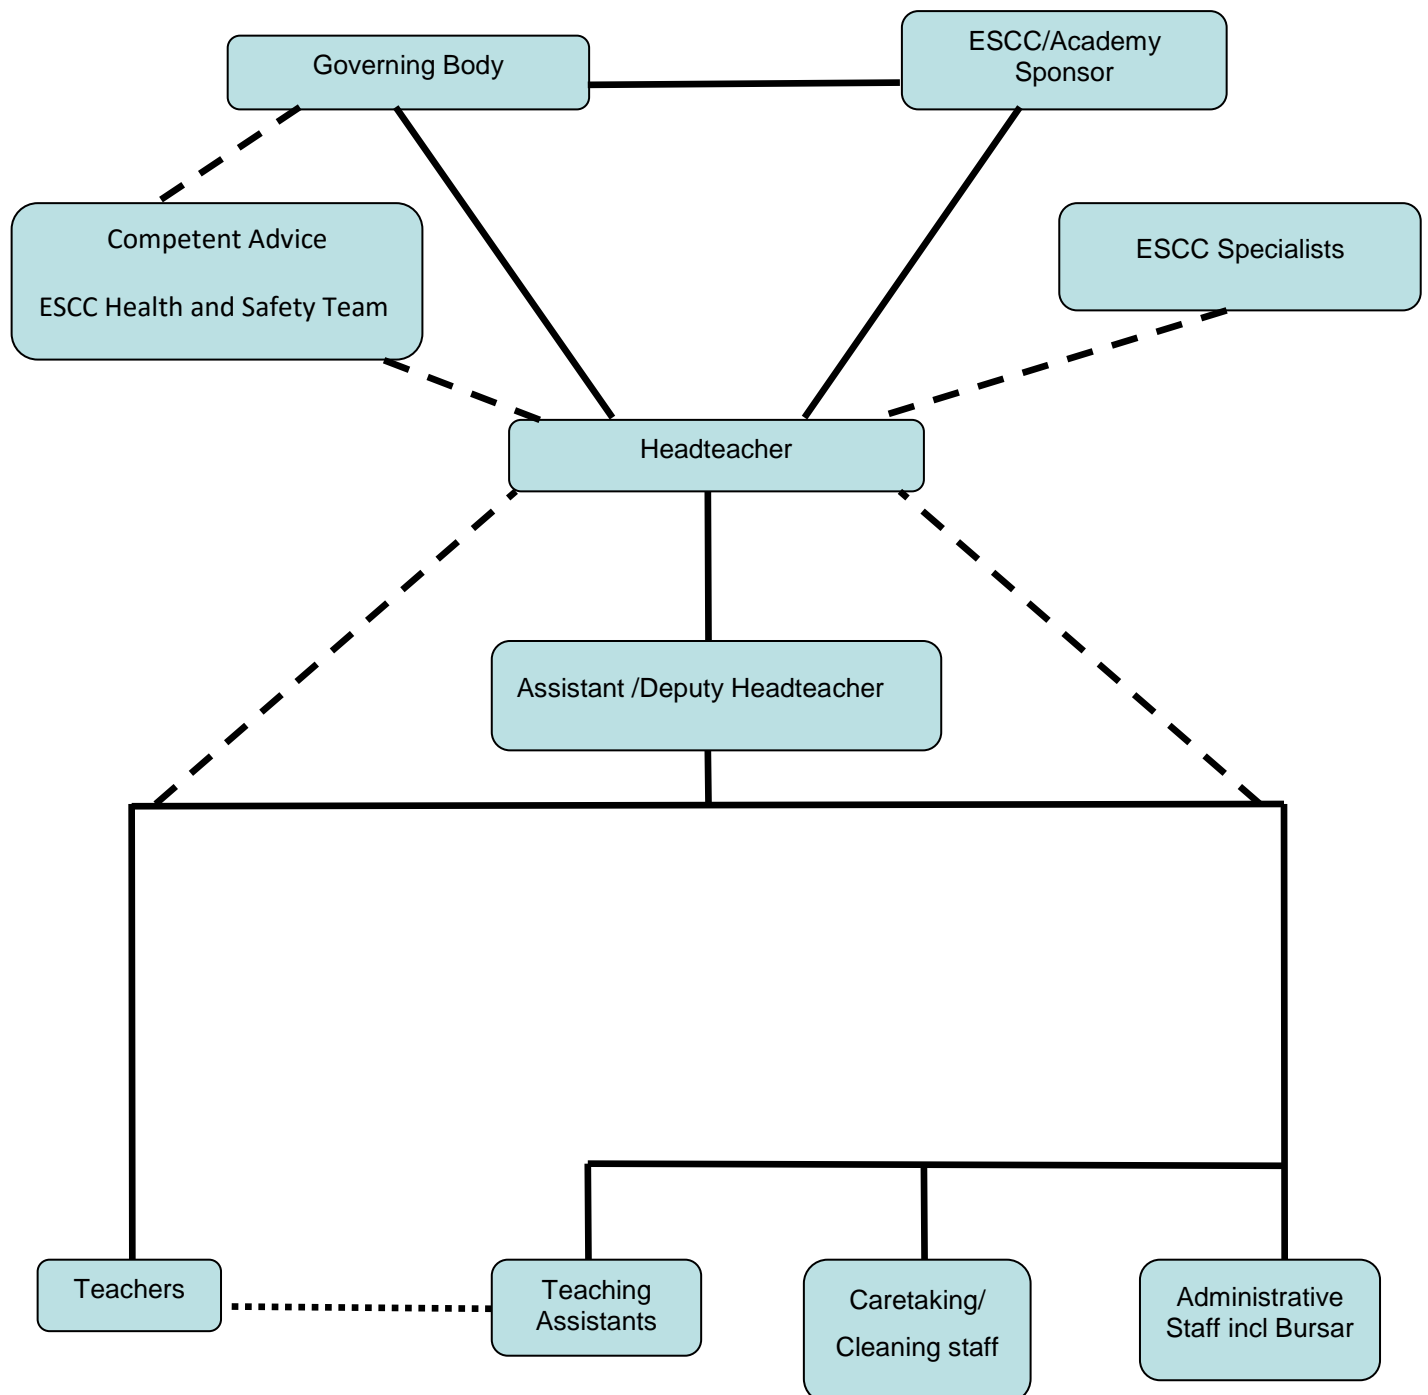 Governing Body
ESCC/Academy
Sponsor
Competent Advice
ESCC Health and Safety Team
ESCC Specialists
Headteacher
Assistant /Deputy Headteacher
Teachers
Teaching
Assistants
Caretaking/
Cleaning staff
Administrative
Staff incl Bursar